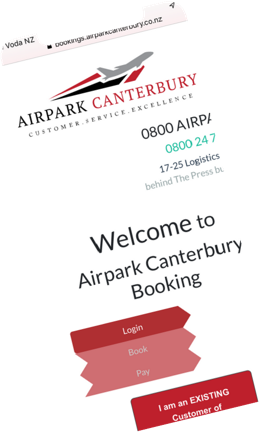 Voda NZ
bookings.airparkcanterbury.co.nz
AIRPARK CANTERBURY
CUSTOMER.SERVICE.EXCELLENCE
0800 AIRPA
0800 24 7
17-25 Logistics
behind The Press bu
Welcome to
Airpark Canterbury
Booking
Login
Book
Pay
I am an EXISTING
Customer of